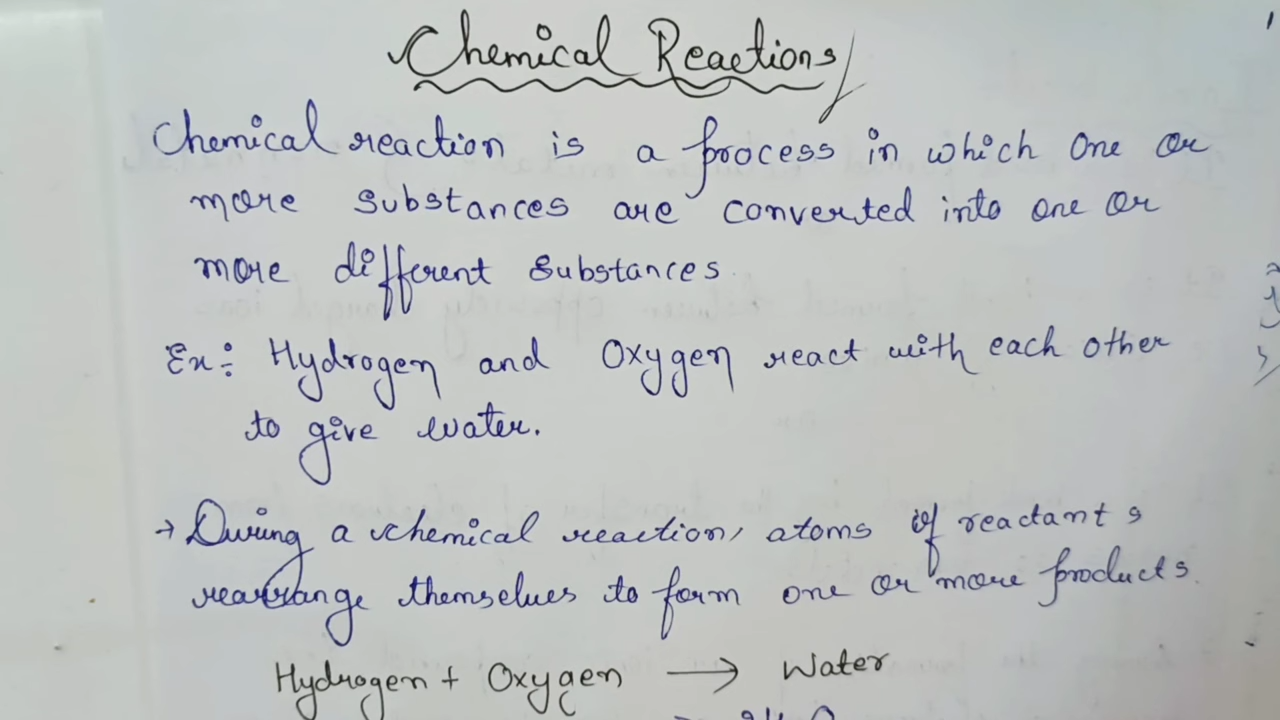 Chemical Reactions
Chemical reaction is a process in which one or
more substances are converted into one or
more different substances.
Ex:- Hydrogen and Oxygen react with each other
to give water.
→ During a chemical reaction, atoms of reactants
rearrange themselves to form one or more products.
Hydrogen + Oxygen → Water